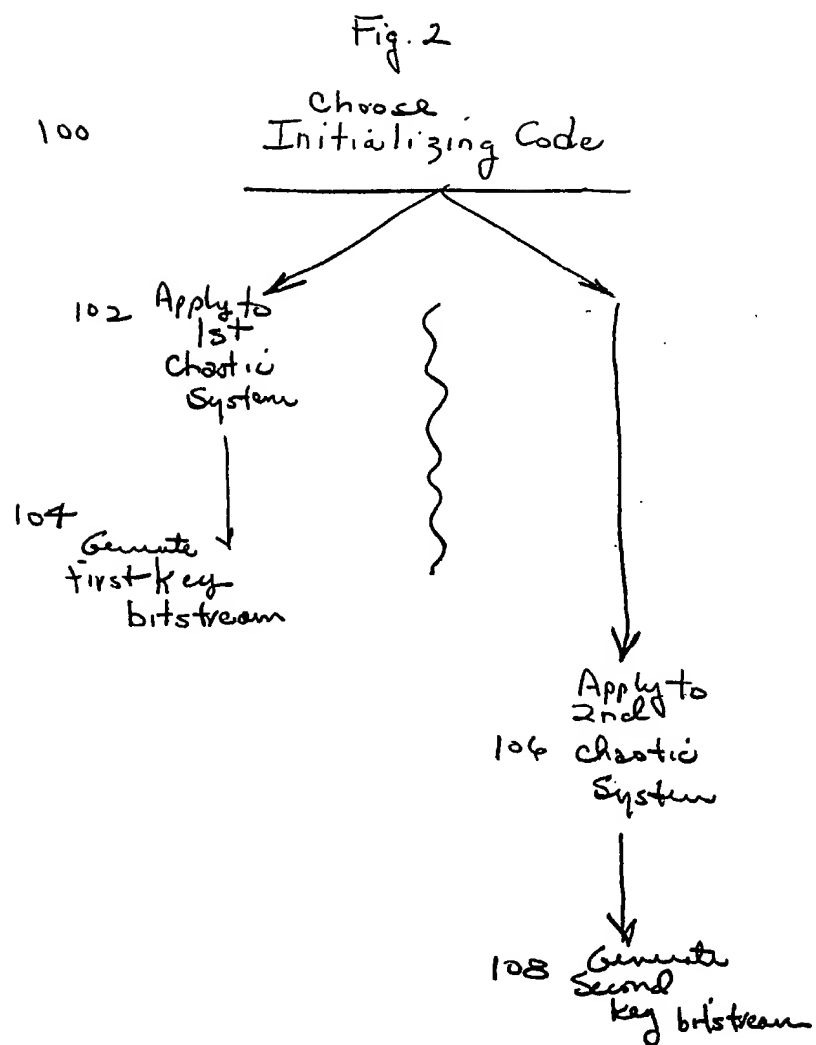 Fig. 2
100
Choose
Initializing Code
102 Apply to
1st
Chaotic
System
104
Generate
First Key
bitstream
Apply to
2nd
106 Chaotic
System
108 Generate
Second
key bitstream